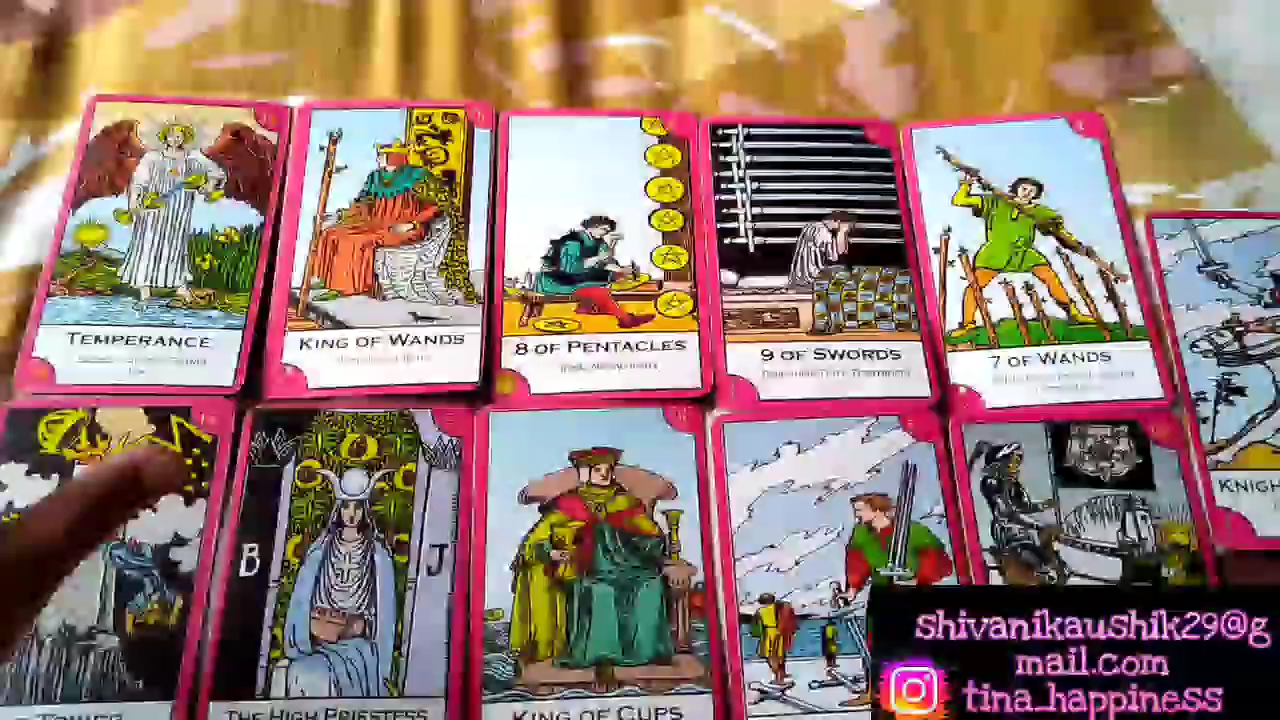 TEMPERANCE
KING OF WANDS
8 OF PENTACLES
9 OF SWORDS
7 OF WANDS
KNIGH
B
J
TOWER
THE HIGH PRIESTESS
KING OF CUPS
shivanikaushik29@g
mail.com
tina_happiness